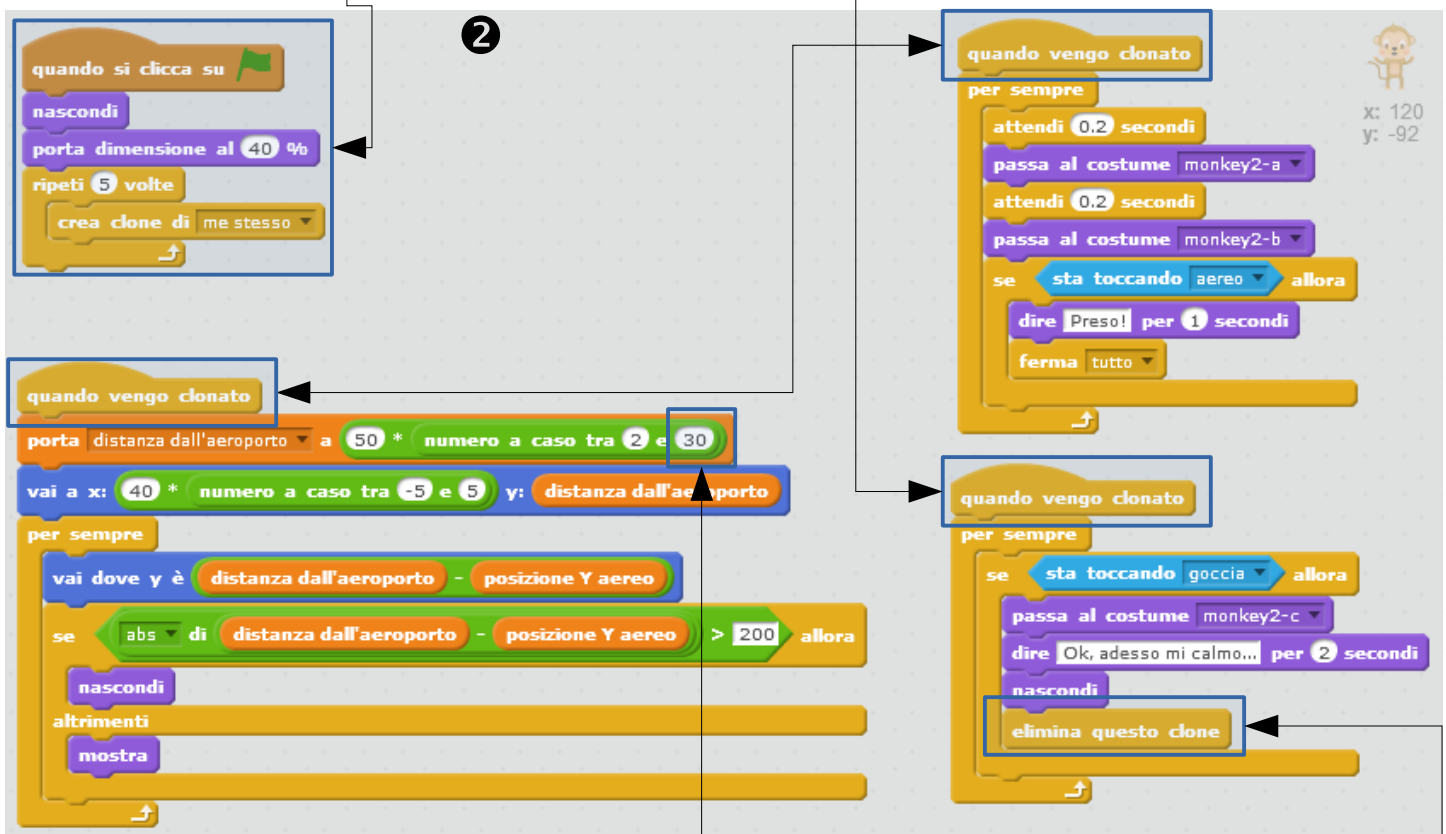 ❷
quando si clicca su
nascondi
porta dimensione al 40 %
ripeti 5 volte
crea clone di me stesso
quando vengo clonato
porta distanza dall'aeroporto a 50 * numero a caso tra 2 e 30
vai a x: 40 * numero a caso tra -5 e 5 y: distanza dall'aeroporto
per sempre
vai dove y è distanza dall'aeroporto - posizione Y aereo
se abs di distanza dall'aeroporto - posizione Y aereo > 200 allora
nascondi
altrimenti
mostra
quando vengo clonato
per sempre
attendi 0.2 secondi
passa al costume monkey2-a
attendi 0.2 secondi
passa al costume monkey2-b
se sta toccando aereo allora
dire Preso! per 1 secondi
ferma tutto
x: 120
y: -92
quando vengo clonato
per sempre
se sta toccando goccia allora
passa al costume monkey2-c
dire Ok, adesso mi calmo... per 2 secondi
nascondi
elimina questo clone